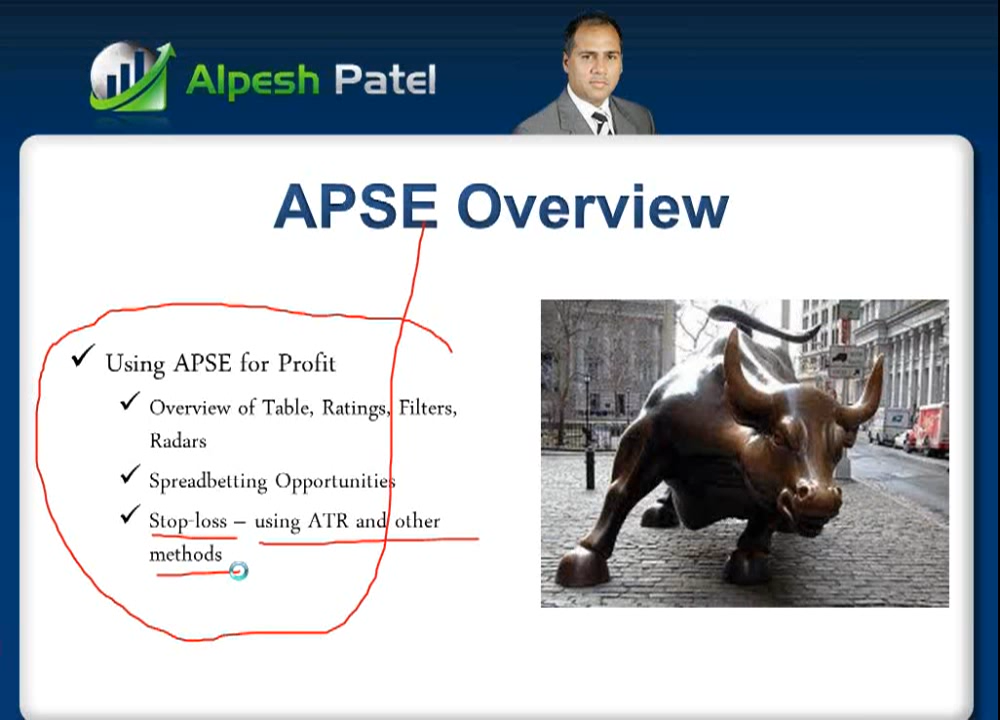 Alpesh Patel
APSE Overview
✓ Using APSE for Profit
✓ Overview of Table, Ratings, Filters,
Radars
✓ Spreadbetting Opportunities
✓ Stop-loss – using ATR and other
methods